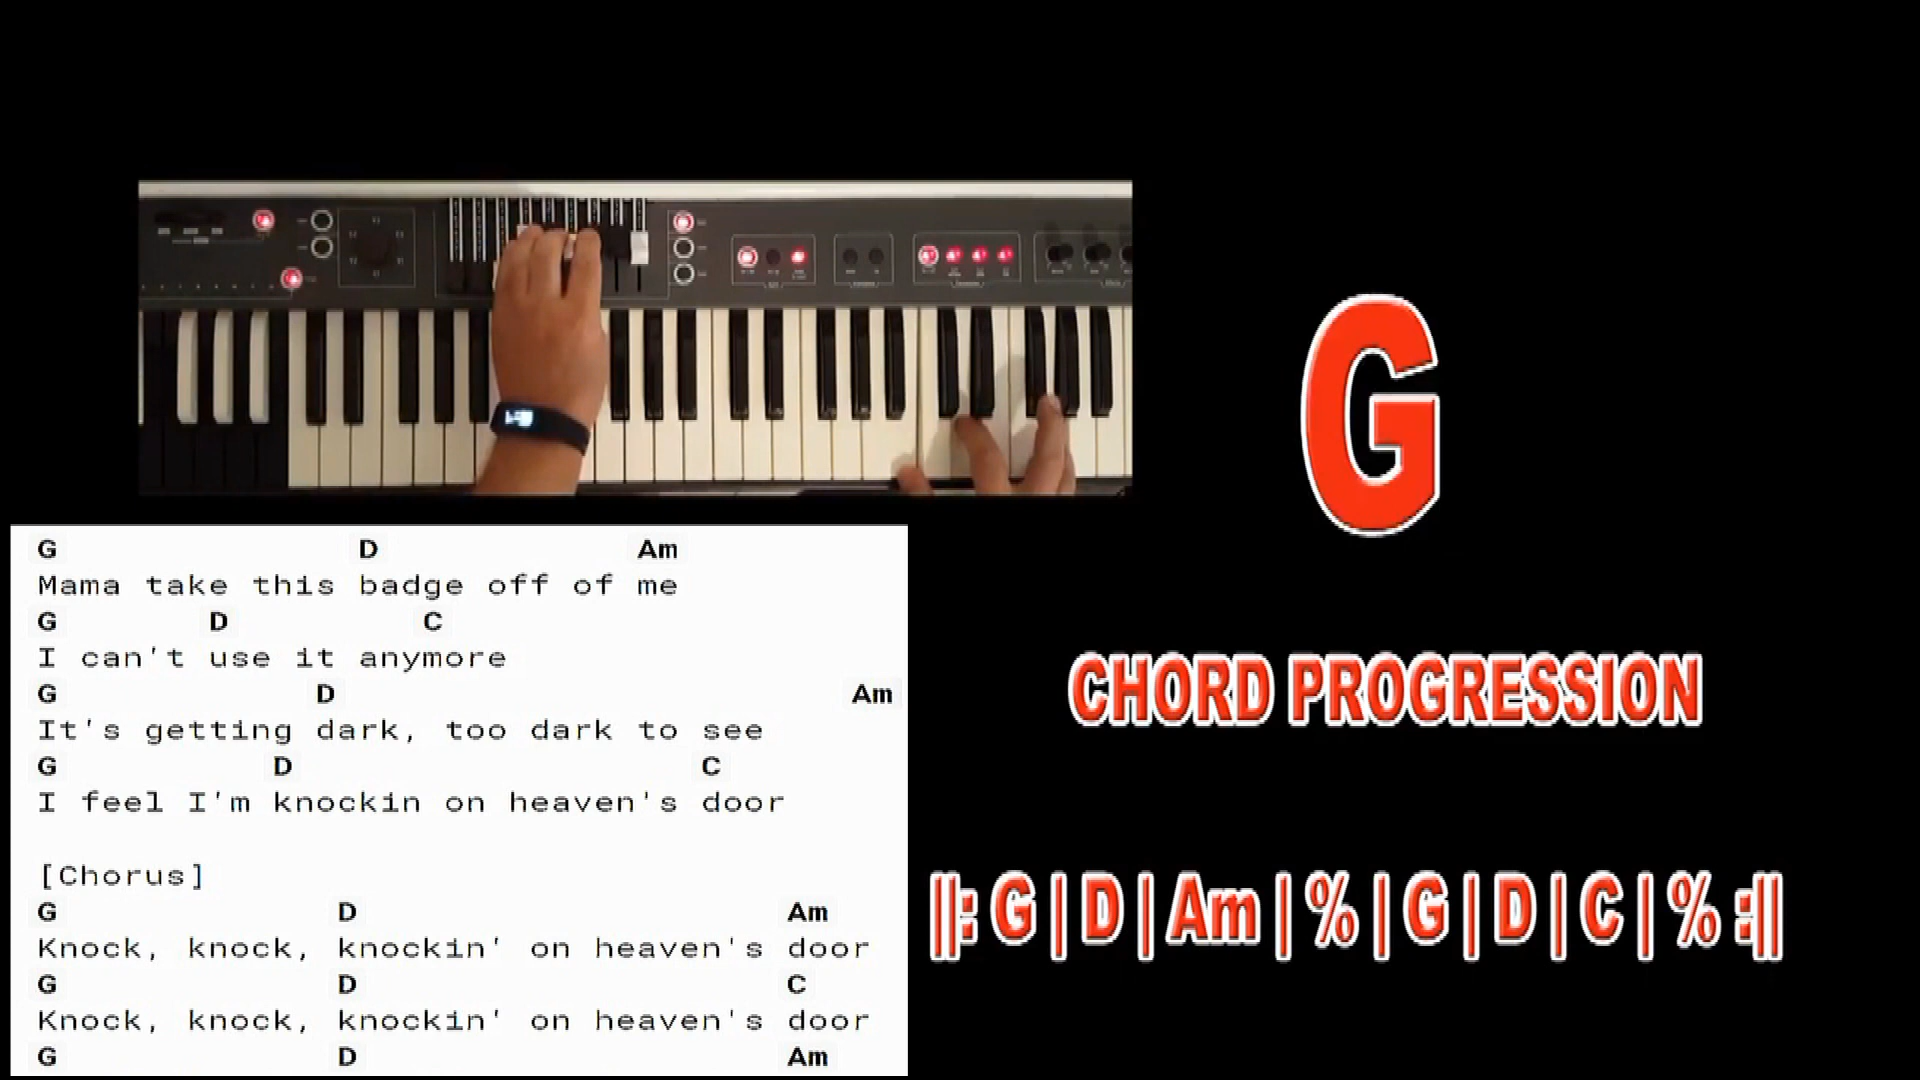 G D Am
Mama take this badge off of me
G D C
I can't use it anymore
G D Am
It's getting dark, too dark to see
G D C
I feel I'm knockin on heaven's door
[Chorus]
G D Am
Knock, knock, knockin' on heaven's door
G D C
Knock, knock, knockin' on heaven's door
G D Am
G
CHORD PROGRESSION
||: G | D | Am | % | G | D | C | % :||